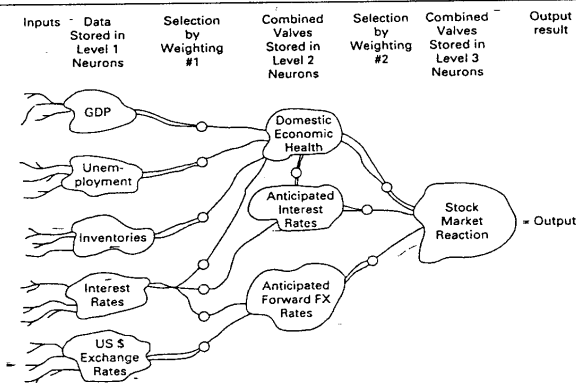 Inputs
Data
Stored in
Level 1
Neurons
Selection
by
Weighting
#1
Combined
Valves
Stored in
Level 2
Neurons
Selection
by
Weighting
#2
Combined
Valves
Stored in
Level 3
Neurons
Output
result
GDP
Unem-
ployment
Inventories
Interest
Rates
US $
Exchange
Rates
Domestic
Economic
Health
Anticipated
Interest
Rates
Anticipated
Forward FX
Rates
Stock
Market
Reaction
= Output